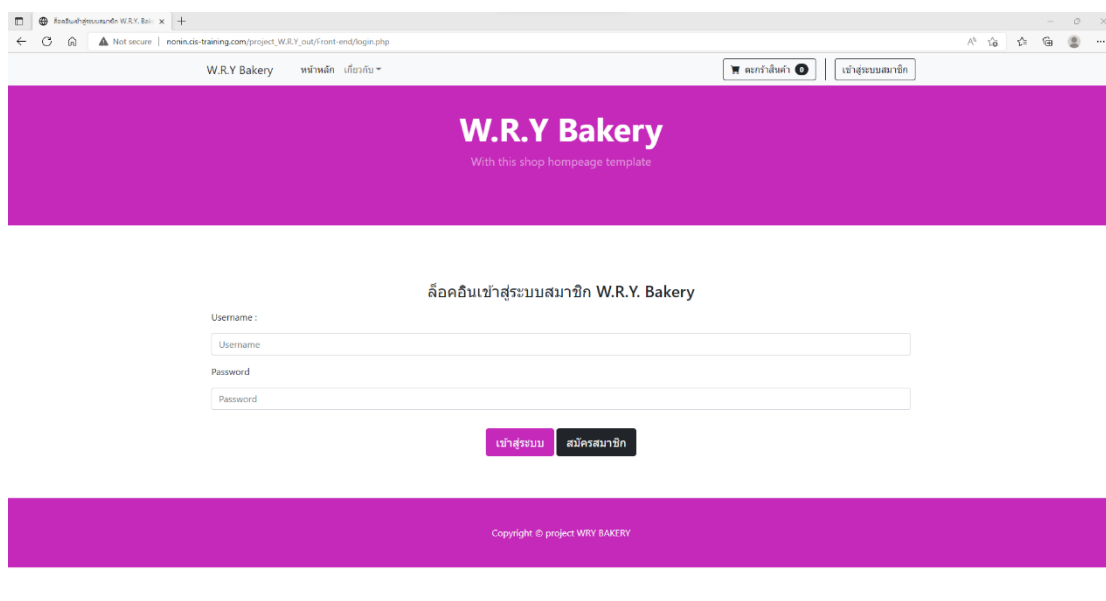 ล็อคอินเข้าสู่ระบบสมาชิก W.R.Y. Bak
Not secure | nonin.cis-training.com/project_W.R.Y_out/Front-end/login.php
W.R.Y Bakery หน้าหลัก เกี่ยวกับ ตะกร้าสินค้า 0 เข้าสู่ระบบสมาชิก
W.R.Y Bakery
With this shop hompeage template
ล็อคอินเข้าสู่ระบบสมาชิก W.R.Y. Bakery
Username :
Username
Password
Password
เข้าสู่ระบบ สมัครสมาชิก
Copyright © project WRY BAKERY